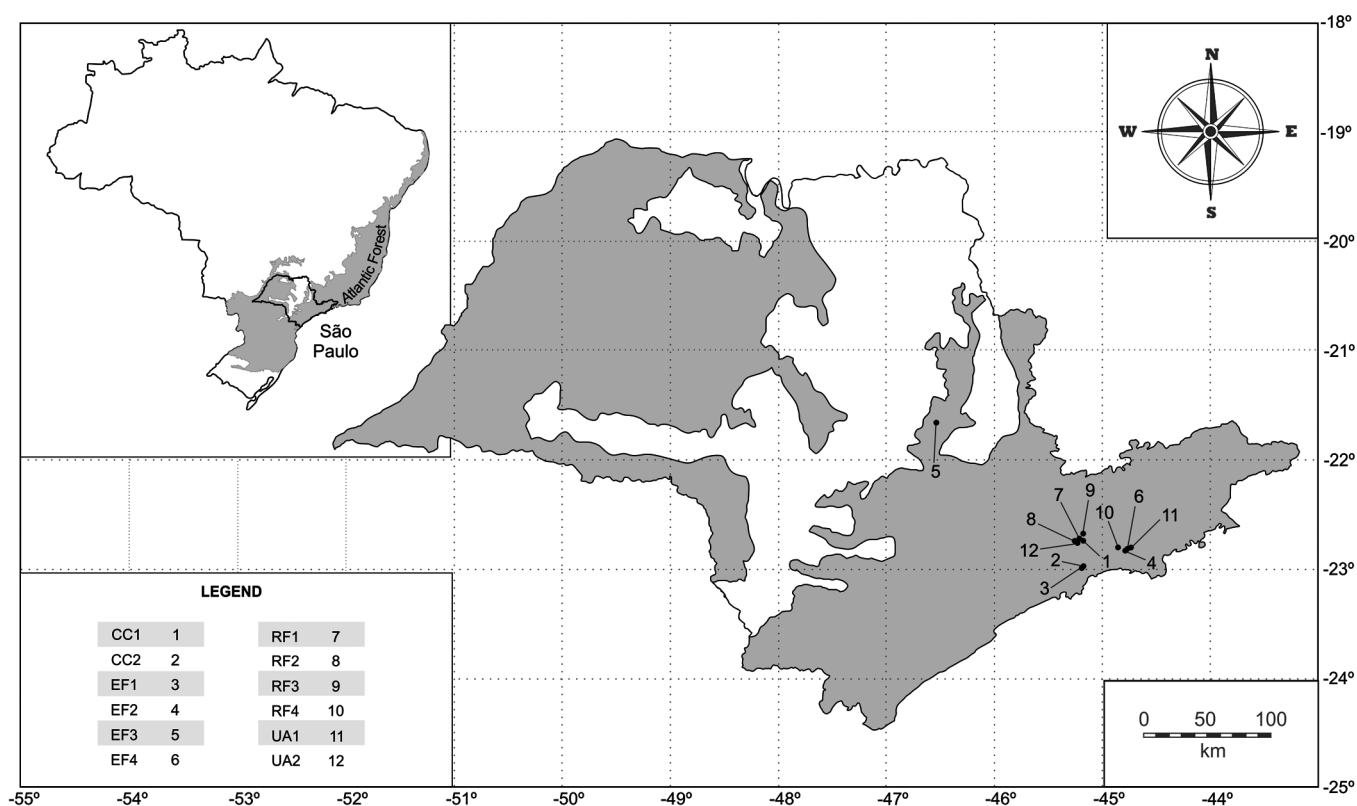 -18º
N
W
E
S
-19º
Atlantic Forest
São
Paulo
-20º
-21º
5
-22º
7
9
6
8
10
11
12
2
1
4
3
-23º
LEGEND
CC1 1
CC2 2
EF1 3
EF2 4
EF3 5
EF4 6
RF1 7
RF2 8
RF3 9
RF4 10
UA1 11
UA2 12
-24º
0 50 100
km
-25º
-55º -54º -53º -52º -51º -50º -49º -48º -47º -46º -45º -44º